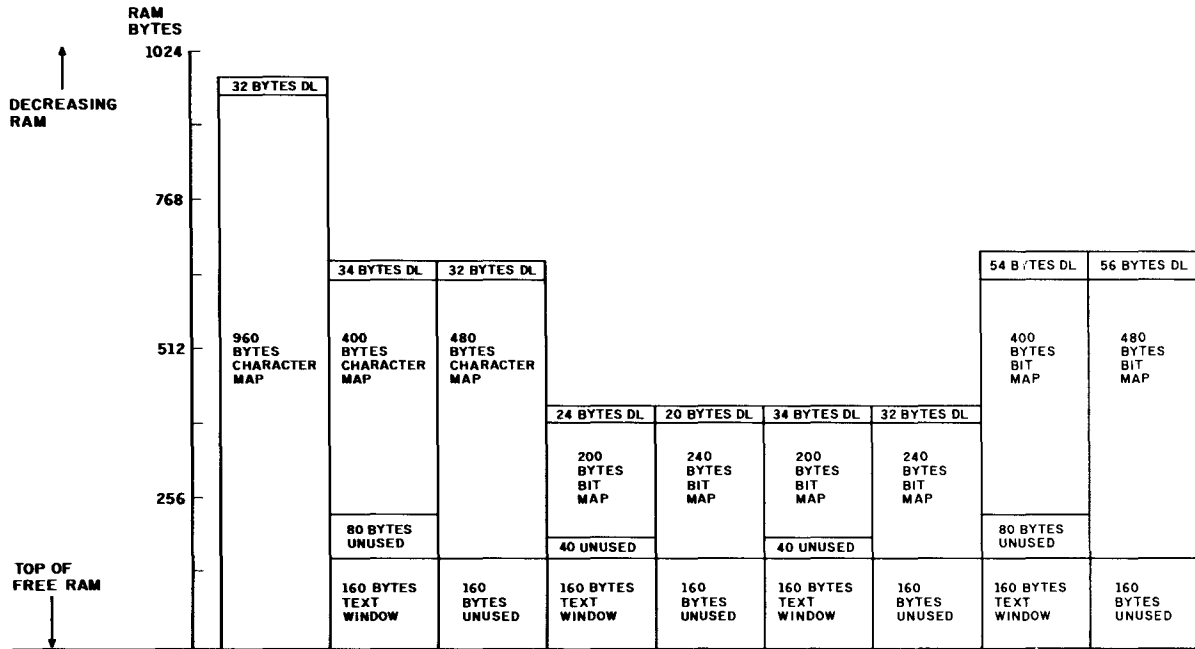 RAM
BYTES
1024
DECREASING
RAM
768
512
256
TOP OF
FREE RAM
32 BYTES DL
960
BYTES
CHARACTER
MAP
34 BYTES DL
400
BYTES
CHARACTER
MAP
80 BYTES
UNUSED
160 BYTES
TEXT
WINDOW
32 BYTES DL
480
BYTES
CHARACTER
MAP
160
BYTES
UNUSED
24 BYTES DL
200
BYTES
BIT
MAP
40 UNUSED
160 BYTES
TEXT
WINDOW
20 BYTES DL
240
BYTES
BIT
MAP
160
BYTES
UNUSED
34 BYTES DL
200
BYTES
BIT
MAP
40 UNUSED
160 BYTES
TEXT
WINDOW
32 BYTES DL
240
BYTES
BIT
MAP
160
BYTES
UNUSED
54 BYTES DL
400
BYTES
BIT
MAP
80 BYTES
UNUSED
160 BYTES
TEXT
WINDOW
56 BYTES DL
480
BYTES
BIT
MAP
160
BYTES
UNUSED